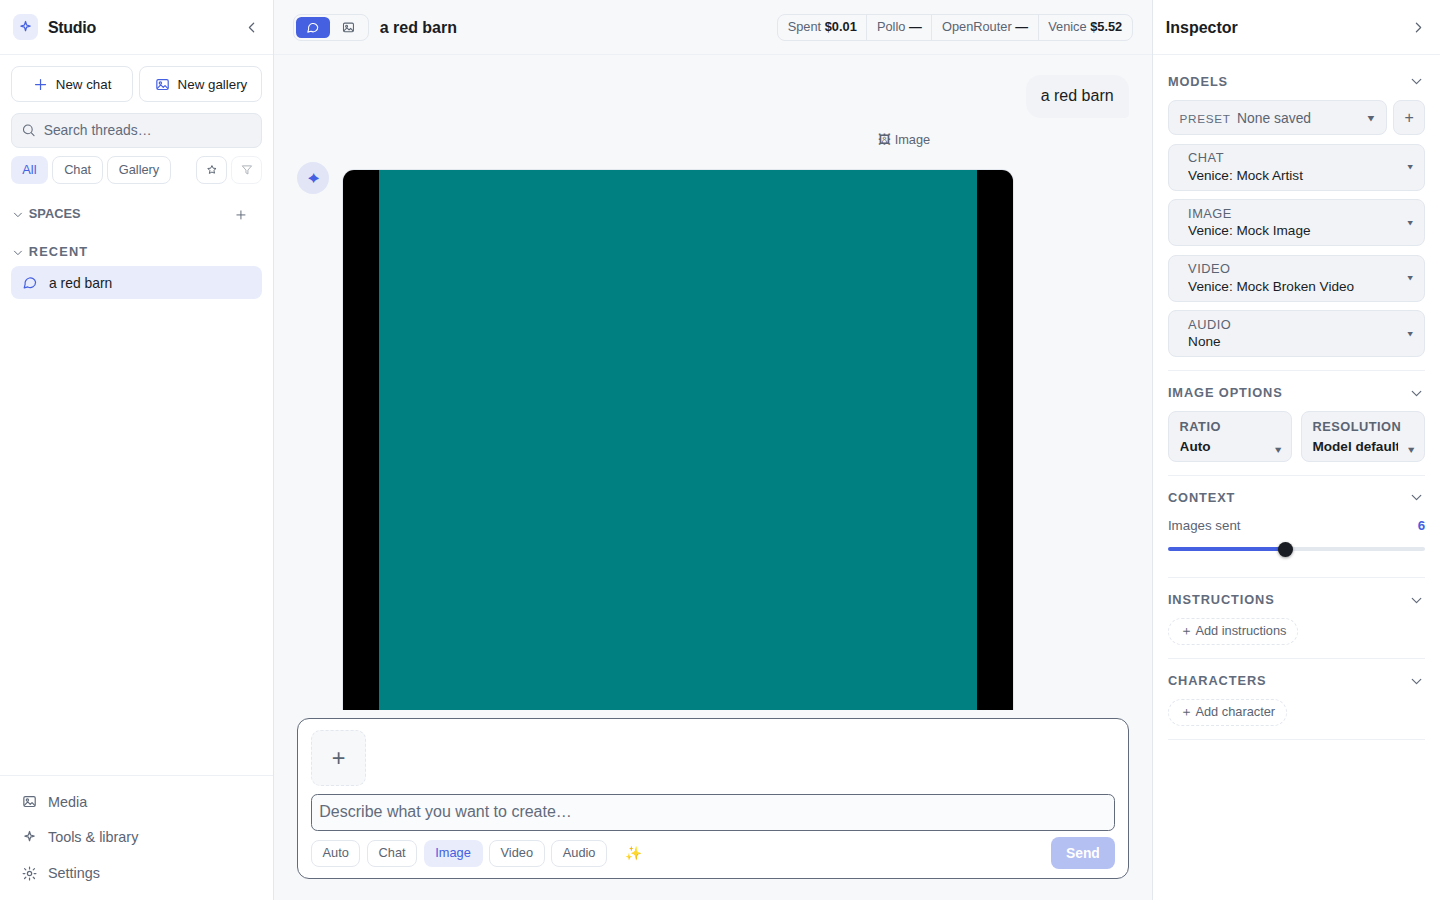 Studio
New chat
New gallery
Search threads…
All
Chat
Gallery
SPACES
RECENT
a red barn
Media
Tools & library
Settings
a red barn
Spent $0.01
Pollo —
OpenRouter —
Venice $5.52
a red barn
Image
Describe what you want to create…
Auto
Chat
Image
Video
Audio
Send
Inspector
MODELS
PRESET None saved
CHAT
Venice: Mock Artist
IMAGE
Venice: Mock Image
VIDEO
Venice: Mock Broken Video
AUDIO
None
IMAGE OPTIONS
RATIO
Auto
RESOLUTION
Model default
CONTEXT
Images sent 6
INSTRUCTIONS
+ Add instructions
CHARACTERS
+ Add character